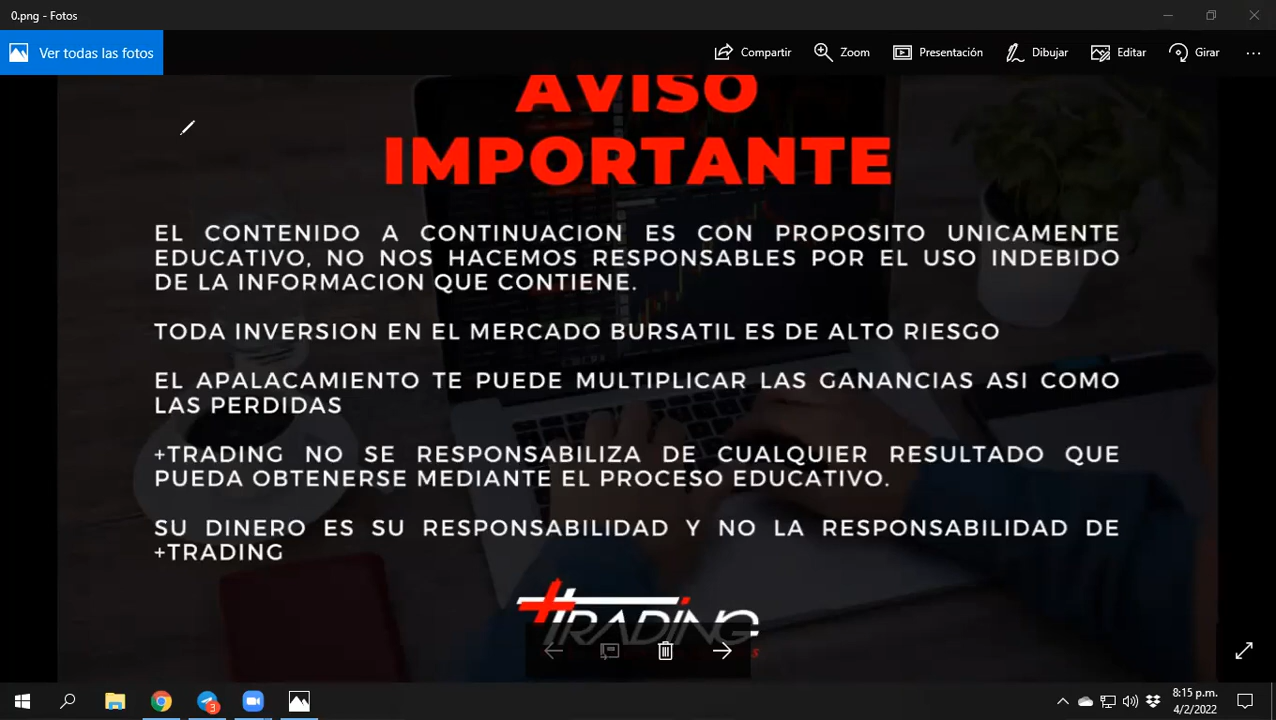 0.png - Fotos
Ver todas las fotos
Compartir
Zoom
Presentación
Dibujar
Editar
Girar
AVISO
IMPORTANTE
EL CONTENIDO A CONTINUACION ES CON PROPOSITO UNICAMENTE
EDUCATIVO, NO NOS HACEMOS RESPONSABLES POR EL USO INDEBIDO
DE LA INFORMACION QUE CONTIENE.
TODA INVERSION EN EL MERCADO BURSATIL ES DE ALTO RIESGO
EL APALACAMIENTO TE PUEDE MULTIPLICAR LAS GANANCIAS ASI COMO
LAS PERDIDAS
+TRADING NO SE RESPONSABILIZA DE CUALQUIER RESULTADO QUE
PUEDA OBTENERSE MEDIANTE EL PROCESO EDUCATIVO.
SU DINERO ES SU RESPONSABILIDAD Y NO LA RESPONSABILIDAD DE
+TRADING
+TRADING
3
8:15 p.m.
4/2/2022